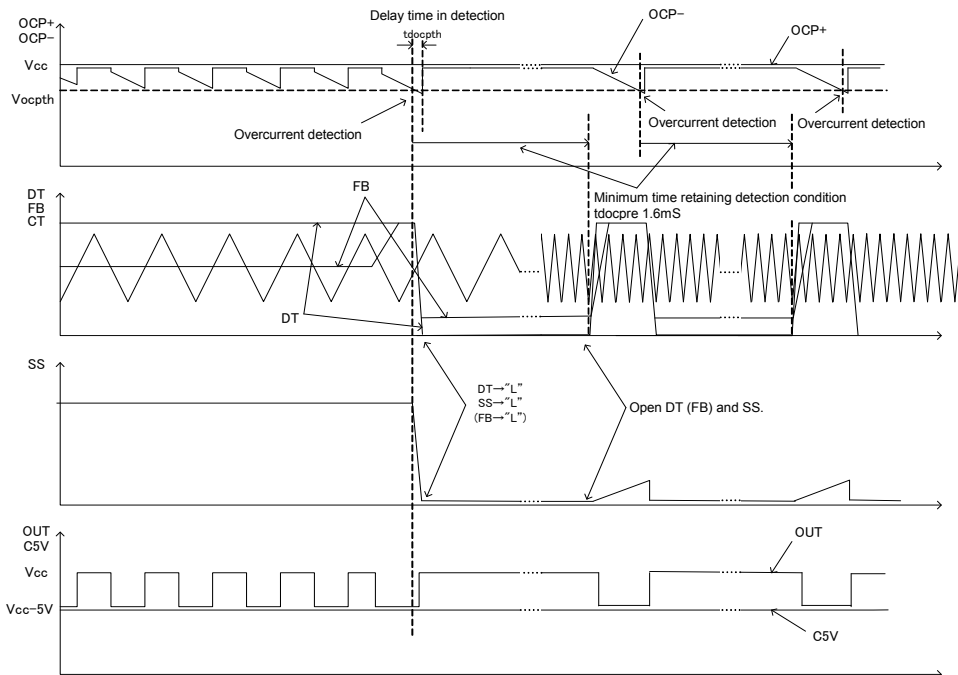 OCP+
OCP-
Delay time in detection
tdocpth
OCP-
OCP+
Vcc
Vocpth
Overcurrent detection
Overcurrent detection
Overcurrent detection
DT
FB
CT
FB
Minimum time retaining detection condition
tdocpre 1.6mS
DT
SS
DT→"L"
SS→"L"
(FB→"L")
Open DT (FB) and SS.
OUT
C5V
OUT
Vcc
Vcc-5V
C5V